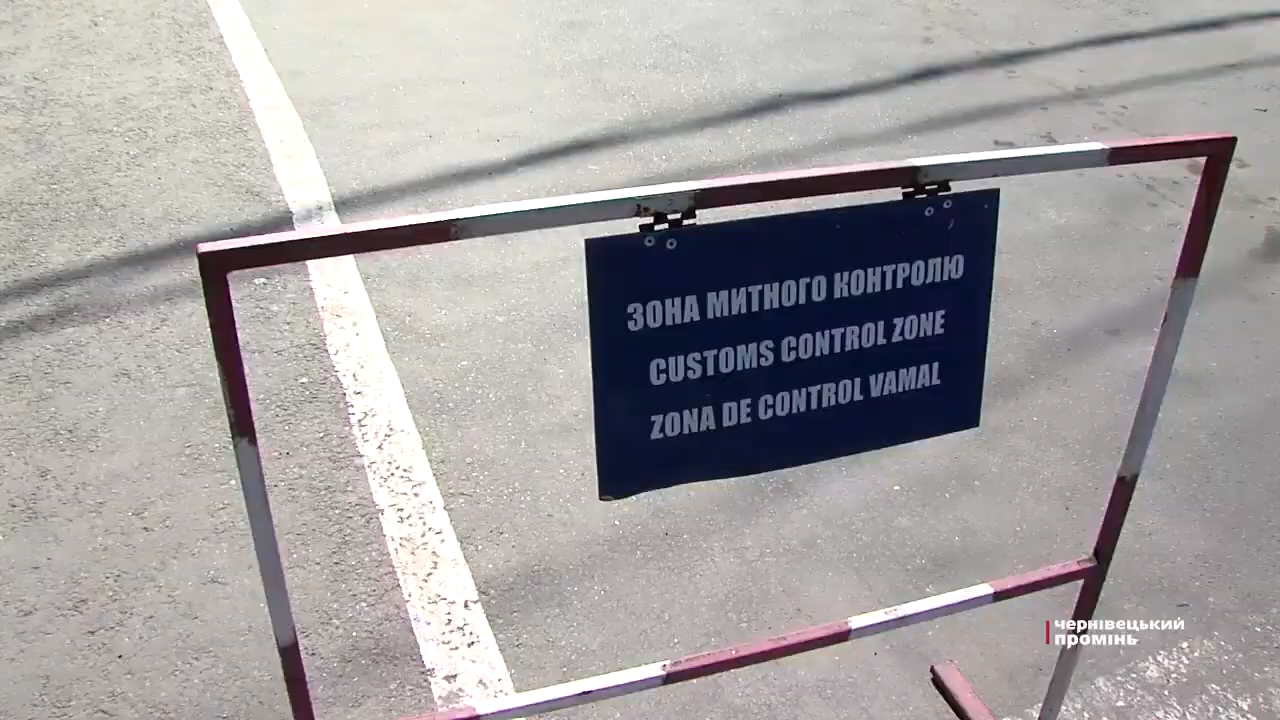 ЗОНА МИТНОГО КОНТРОЛЮ
CUSTOMS CONTROL ZONE
ZONA DE CONTROL VAMAL
чернівецький
промінь